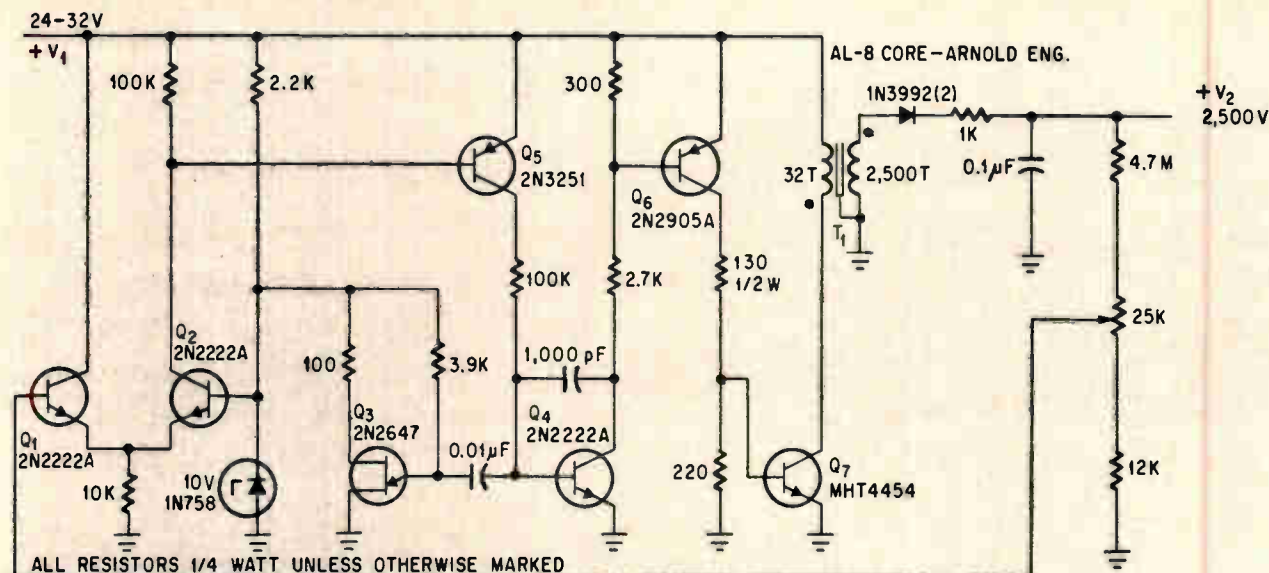 24-32V
+ V1
100K
2.2K
300
AL-8 CORE-ARNOLD ENG.
1N3992(2)
1K
+ V2
2,500V
0.1µF
4.7M
Q5
2N3251
32T
2,500T
T1
Q6
2N2905A
100K
2.7K
130
1/2 W
25K
Q2
2N2222A
100
3.9K
1,000 pF
Q3
2N2647
0.01µF
Q4
2N2222A
Q1
2N2222A
10K
10V
1N758
220
Q7
MHT4454
12K
ALL RESISTORS 1/4 WATT UNLESS OTHERWISE MARKED